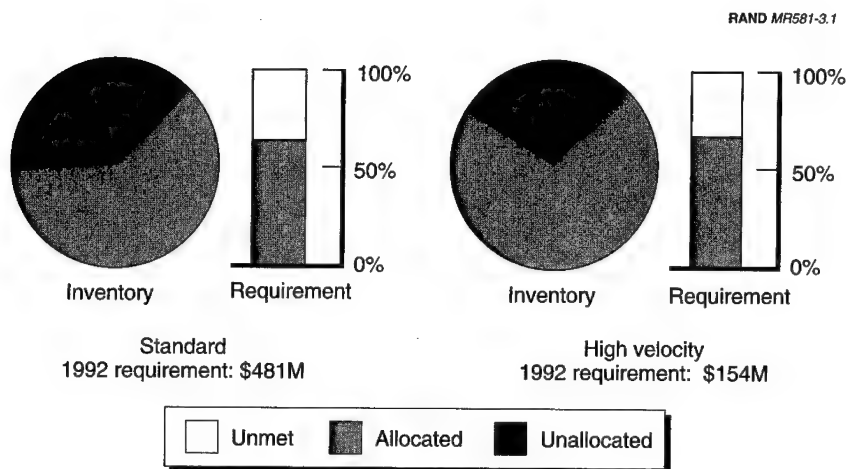 RAND MR581-3.1
100%
50%
0%
Inventory
Requirement
Standard
1992 requirement: $481M
100%
50%
0%
Inventory
Requirement
High velocity
1992 requirement: $154M
Unmet
Allocated
Unallocated